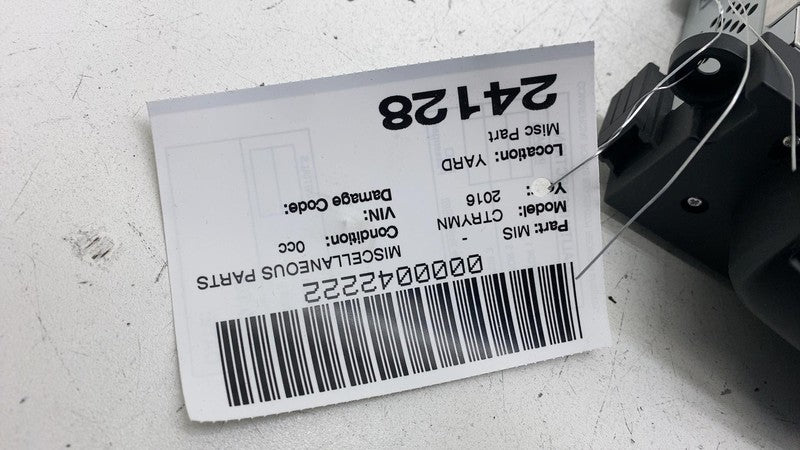 0000042222
Part: MIS - MISCELLANEOUS PARTS
Model: CTRYMN Condition: 0cc
2016 VIN:
Damage Code:
Location: YARD
Misc Part
24128